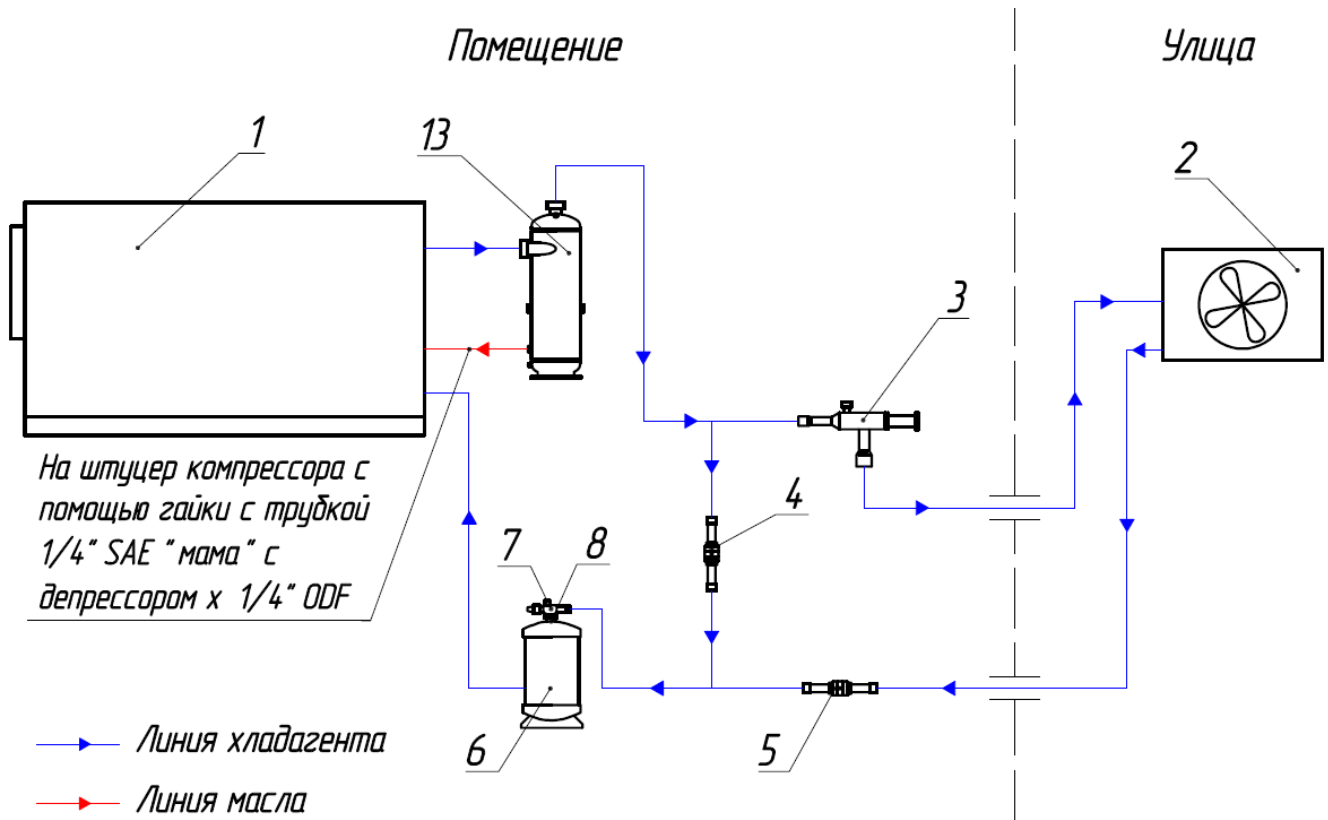 Помещение
Улица
1
13
2
3
На штуцер компрессора с
помощью гайки с трубкой
1/4" SAE "мама" с
депрессором x 1/4" ODF
4
7
8
6
5
Линия хладагента
Линия масла